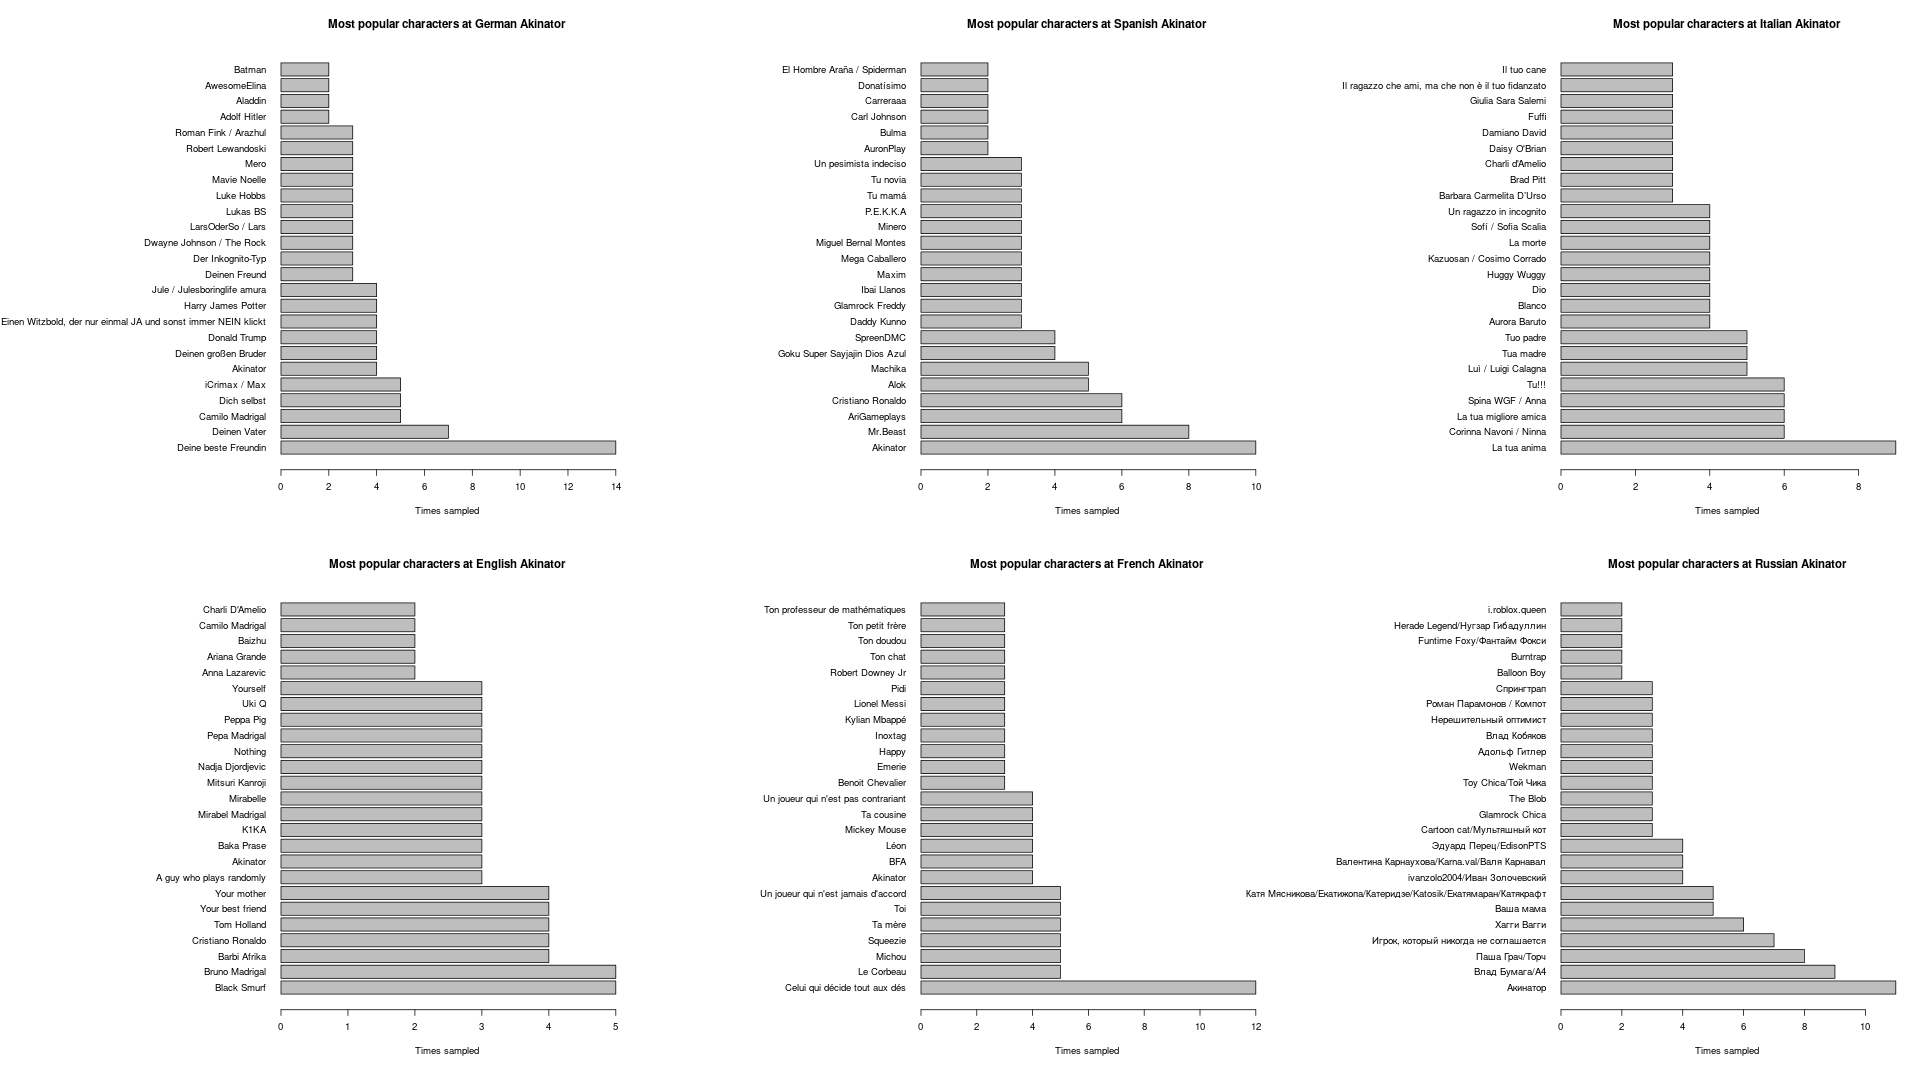 Most popular characters at German Akinator
Batman
AwesomeElina
Aladdin
Adolf Hitler
Roman Fink / Arazhul
Robert Lewandoski
Mero
Mavie Noelle
Luke Hobbs
Lukas BS
LarsOderSo / Lars
Dwayne Johnson / The Rock
Der Inkognito-Typ
Deinen Freund
Jule / Julesboringlife amura
Harry James Potter
Einen Witzbold, der nur einmal JA und sonst immer NEIN klickt
Donald Trump
Deinen großen Bruder
Akinator
iCrimax / Max
Dich selbst
Camilo Madrigal
Deinen Vater
Deine beste Freundin
0 2 4 6 8 10 12 14
Times sampled
Most popular characters at Spanish Akinator
El Hombre Araña / Spiderman
Donatísimo
Carreraaa
Carl Johnson
Bulma
AuronPlay
Un pesimista indeciso
Tu novia
Tu mamá
P.E.K.K.A
Minero
Miguel Bernal Montes
Mega Caballero
Maxim
Ibai Llanos
Glamrock Freddy
Daddy Kunno
SpreenDMC
Goku Super Sayjajin Dios Azul
Machika
Alok
Cristiano Ronaldo
AriGameplays
Mr.Beast
Akinator
0 2 4 6 8 10
Times sampled
Most popular characters at Italian Akinator
Il tuo cane
Il ragazzo che ami, ma che non è il tuo fidanzato
Giulia Sara Salemi
Fuffi
Damiano David
Daisy O'Brian
Charli d'Amelio
Brad Pitt
Barbara Carmelita D'Urso
Un ragazzo in incognito
Sofì / Sofia Scalia
La morte
Kazuosan / Cosimo Corrado
Huggy Wuggy
Dio
Blanco
Aurora Baruto
Tuo padre
Tua madre
Luì / Luigi Calagna
Tu!!!
Spina WGF / Anna
La tua migliore amica
Corinna Navoni / Ninna
La tua anima
0 2 4 6 8
Times sampled
Most popular characters at English Akinator
Charli D'Amelio
Camilo Madrigal
Baizhu
Ariana Grande
Anna Lazarevic
Yourself
Uki Q
Peppa Pig
Pepa Madrigal
Nothing
Nadja Djordjevic
Mitsuri Kanroji
Mirabelle
Mirabel Madrigal
K1KA
Baka Prase
Akinator
A guy who plays randomly
Your mother
Your best friend
Tom Holland
Cristiano Ronaldo
Barbi Afrika
Bruno Madrigal
Black Smurf
0 1 2 3 4 5
Times sampled
Most popular characters at French Akinator
Ton professeur de mathématiques
Ton petit frère
Ton doudou
Ton chat
Robert Downey Jr
Pidi
Lionel Messi
Kylian Mbappé
Inoxtag
Happy
Emerie
Benoit Chevalier
Un joueur qui n'est pas contrariant
Ta cousine
Mickey Mouse
Léon
BFA
Akinator
Un joueur qui n'est jamais d'accord
Toi
Ta mère
Squeezie
Michou
Le Corbeau
Celui qui décide tout aux dés
0 2 4 6 8 10 12
Times sampled
Most popular characters at Russian Akinator
i.roblox.queen
Herade Legend/Нугзар Гибадуллин
Funtime Foxy/Фантайм Фокси
Burntrap
Balloon Boy
Спрингтрап
Роман Парамонов / Компот
Нерешительный оптимист
Влад Кобяков
Адольф Гитлер
Wekman
Toy Chica/Той Чика
The Blob
Glamrock Chica
Cartoon cat/Мультяшный кот
Эдуард Перец/EdisonPTS
Валентина Карнаухова/Karna.val/Валя Карнавал
ivanzolo2004/Иван Золочевский
Катя Мясникова/Екатижопа/Катеридзе/Katosik/Екатямаран/Катякрафт
Ваша мама
Хагги Вагги
Игрок, который никогда не соглашается
Паша Грач/Торч
Влад Бумага/А4
Акинатор
0 2 4 6 8 10
Times sampled